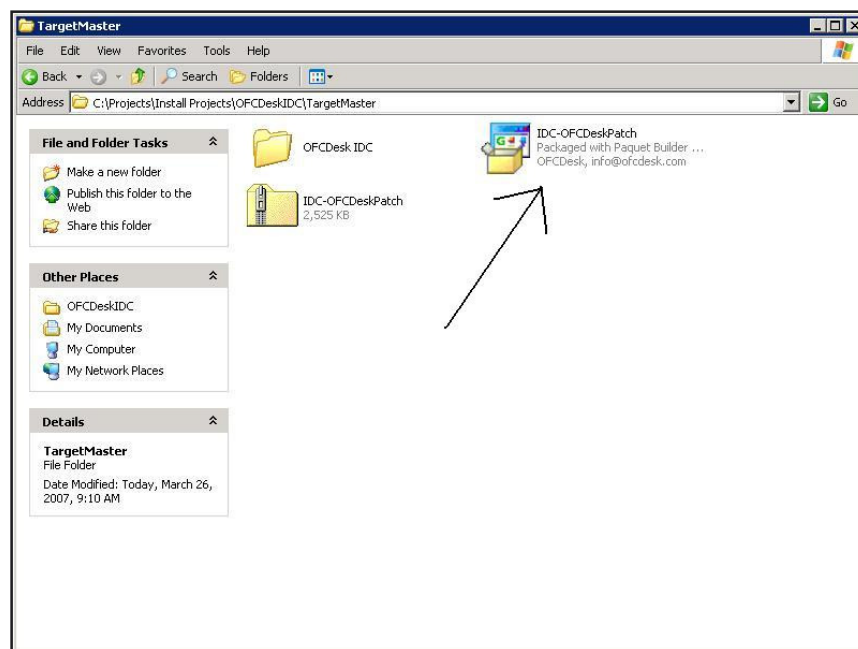 TargetMaster
File Edit View Favorites Tools Help
Back Search Folders
Address C:\Projects\Install Projects\OFCDeskIDC\TargetMaster Go
File and Folder Tasks
Make a new folder
Publish this folder to the
Web
Share this folder
Other Places
OFCDeskIDC
My Documents
My Computer
My Network Places
Details
TargetMaster
File Folder
Date Modified: Today, March 26,
2007, 9:10 AM
OFCDesk IDC
IDC-OFCDeskPatch
2,525 KB
IDC-OFCDeskPatch
Packaged with Paquet Builder ...
OFCDesk, info@ofcdesk.com